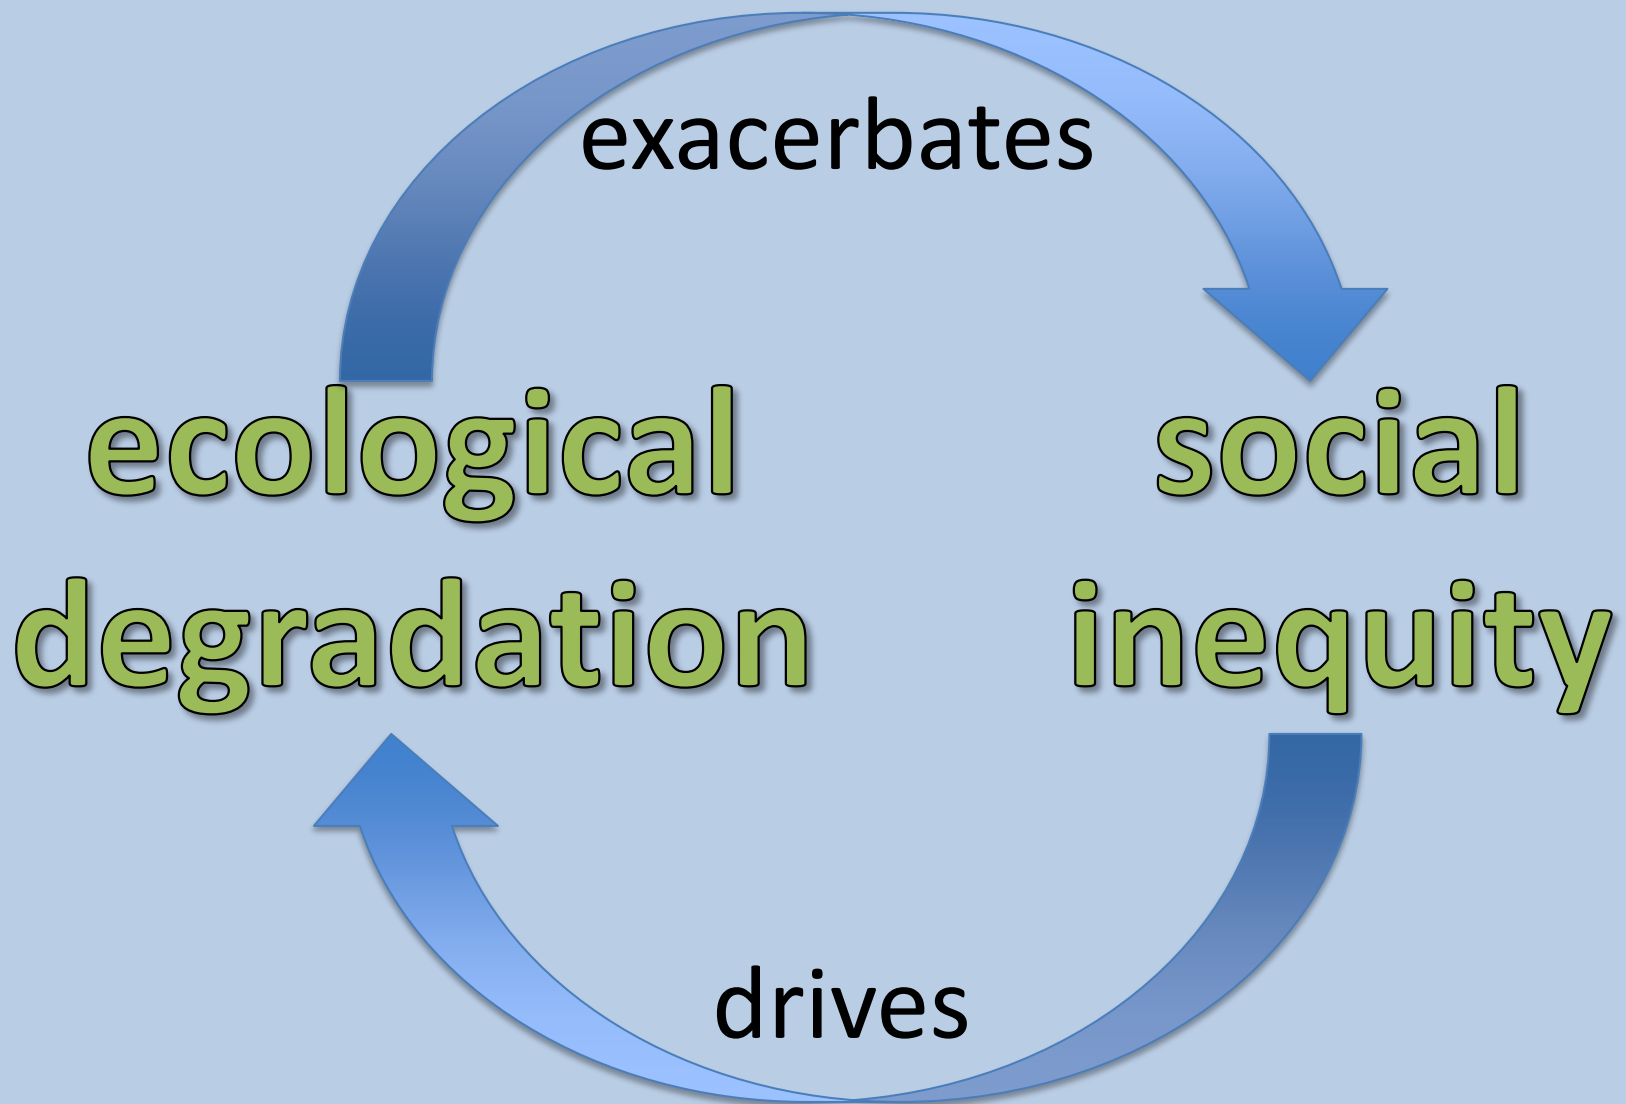 exacerbates
ecological
degradation
social
inequity
drives